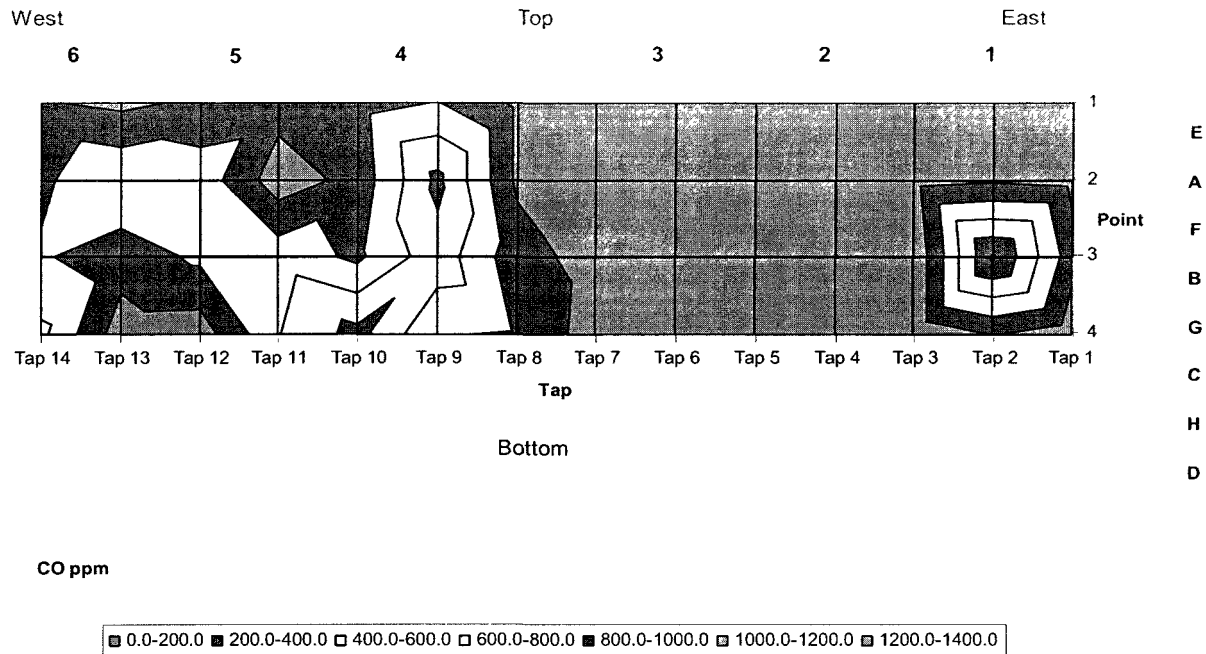 West Top East
6 5 4 3 2 1
1
E
2
A
Point
F
3
B
G
4
Tap 14 Tap 13 Tap 12 Tap 11 Tap 10 Tap 9 Tap 8 Tap 7 Tap 6 Tap 5 Tap 4 Tap 3 Tap 2 Tap 1
C
Tap
H
Bottom
D
CO ppm
0.0-200.0 200.0-400.0 400.0-600.0 600.0-800.0 800.0-1000.0 1000.0-1200.0 1200.0-1400.0